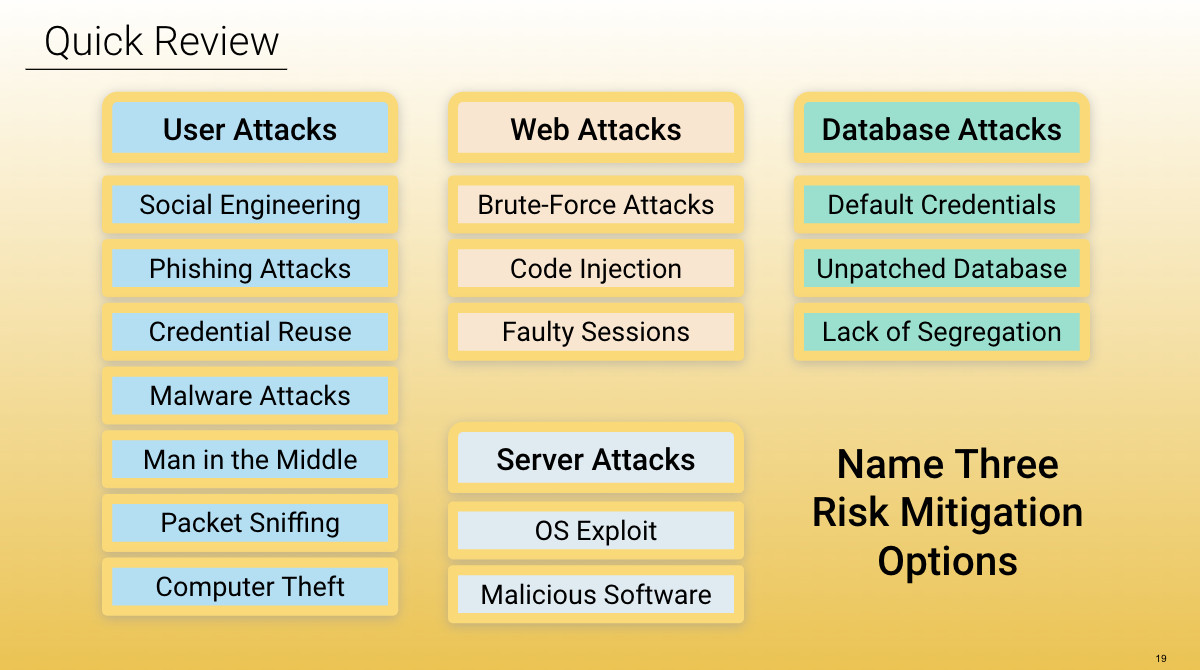 Quick Review
User Attacks
Social Engineering
Phishing Attacks
Credential Reuse
Malware Attacks
Man in the Middle
Packet Sniffing
Computer Theft
Web Attacks
Brute-Force Attacks
Code Injection
Faulty Sessions
Server Attacks
OS Exploit
Malicious Software
Database Attacks
Default Credentials
Unpatched Database
Lack of Segregation
Name Three
Risk Mitigation
Options
19